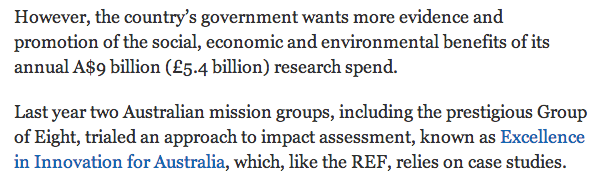 However, the country’s government wants more evidence and
promotion of the social, economic and environmental benefits of its
annual A$9 billion (£5.4 billion) research spend.
Last year two Australian mission groups, including the prestigious Group
of Eight, trialed an approach to impact assessment, known as Excellence
in Innovation for Australia, which, like the REF, relies on case studies.